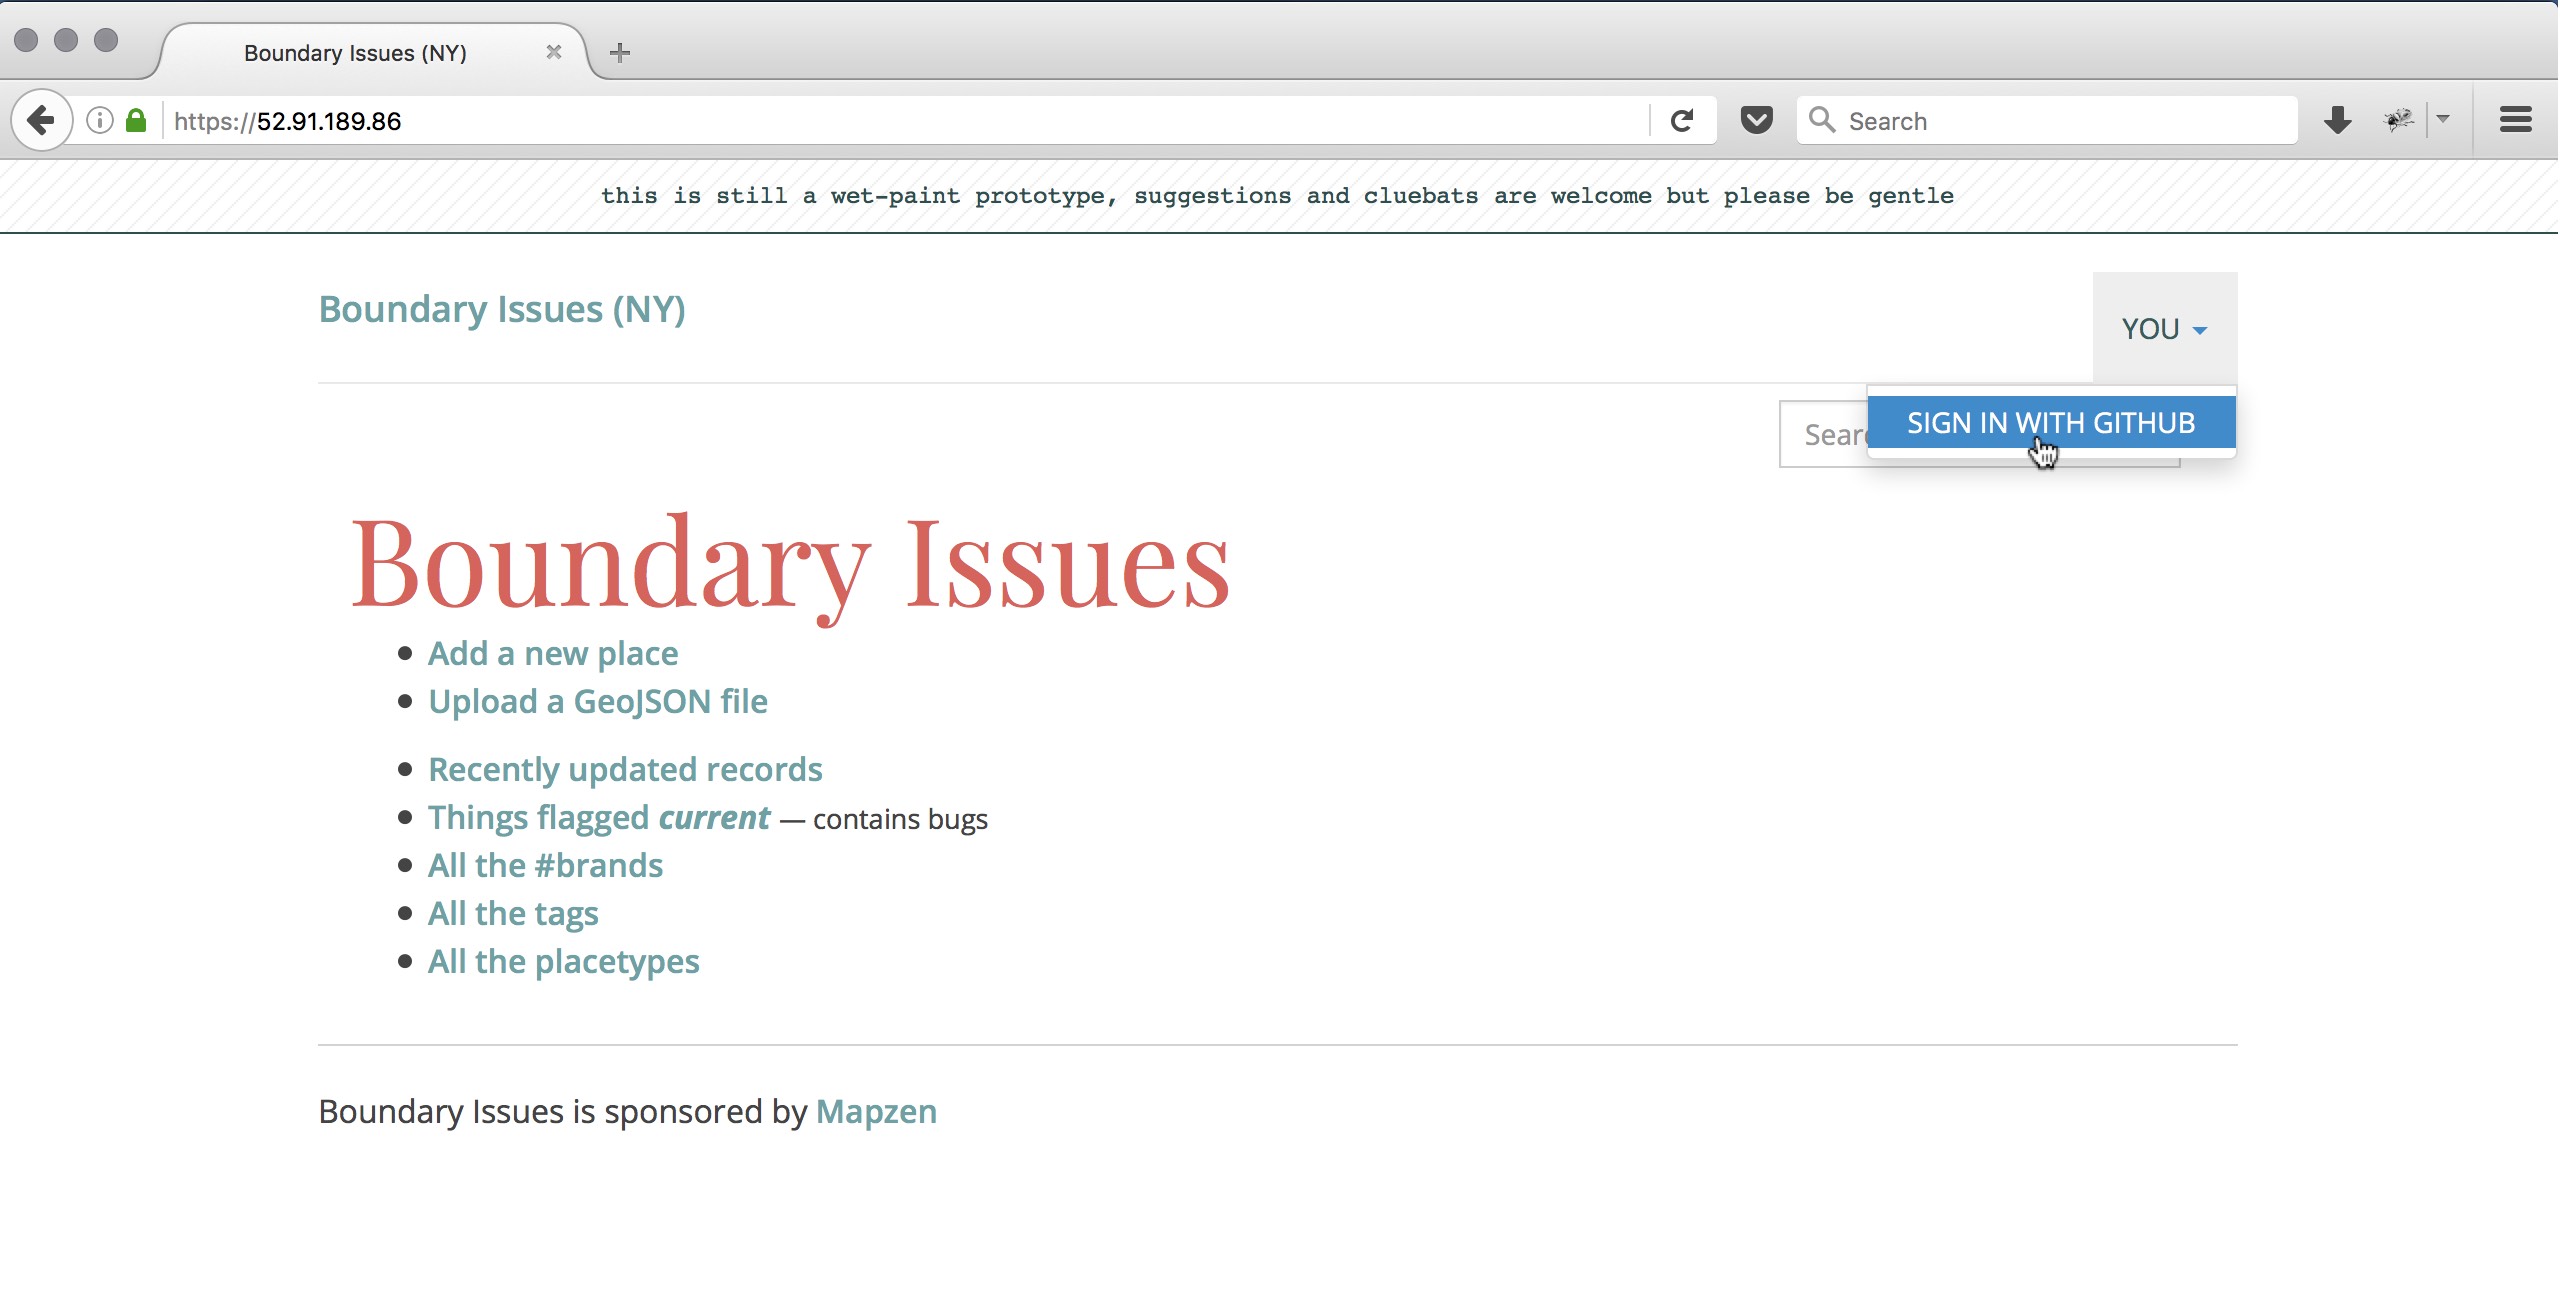 Boundary Issues (NY)
https://52.91.189.86
Search
this is still a wet-paint prototype, suggestions and cluebats are welcome but please be gentle
Boundary Issues (NY)
YOU
SIGN IN WITH GITHUB
Sear
Boundary Issues
Add a new place
Upload a GeoJSON file
Recently updated records
Things flagged current — contains bugs
All the #brands
All the tags
All the placetypes
Boundary Issues is sponsored by Mapzen